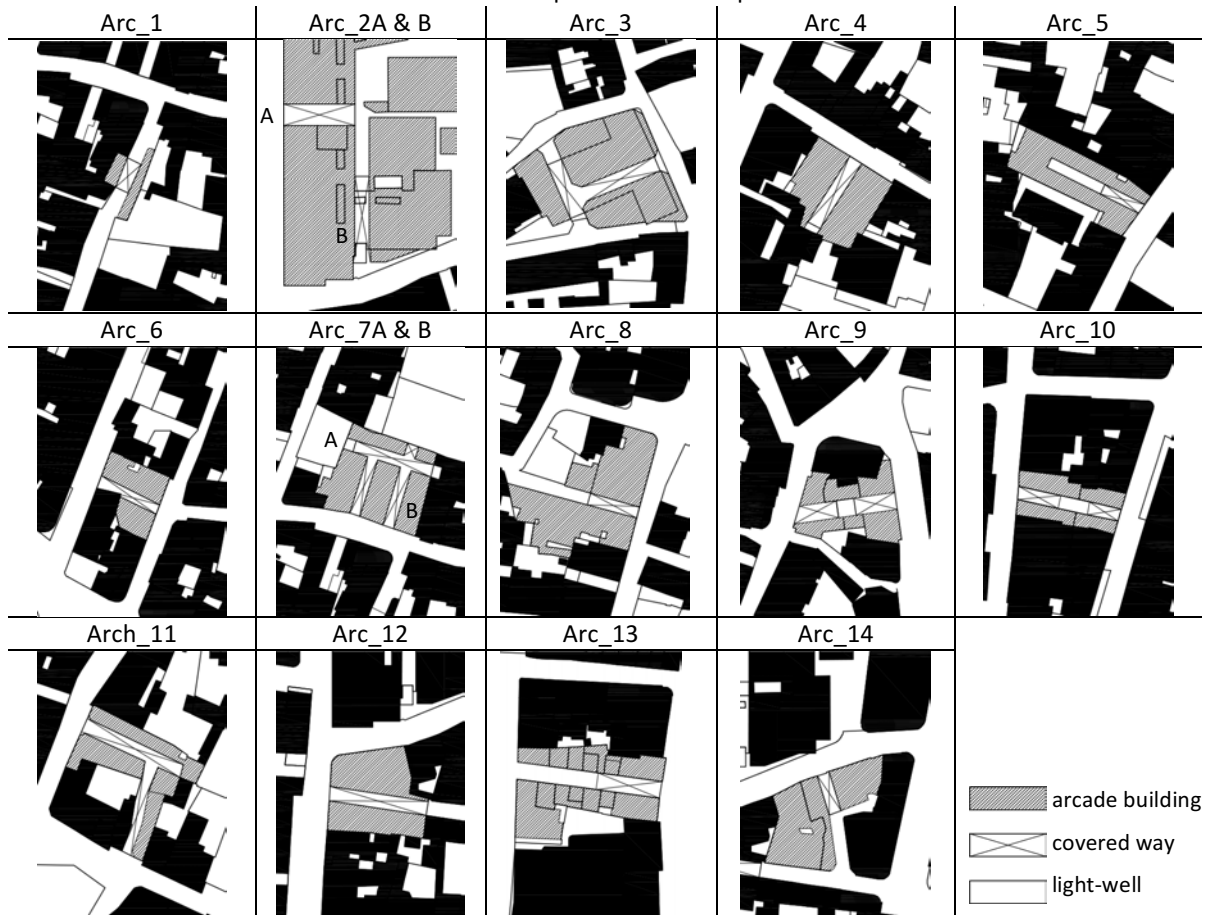 Arc_1 Arc_2A & B Arc_3 Arc_4 Arc_5
A
B
Arc_6 Arc_7A & B Arc_8 Arc_9 Arc_10
A
B
Arch_11 Arc_12 Arc_13 Arc_14
arcade building
covered way
light-well